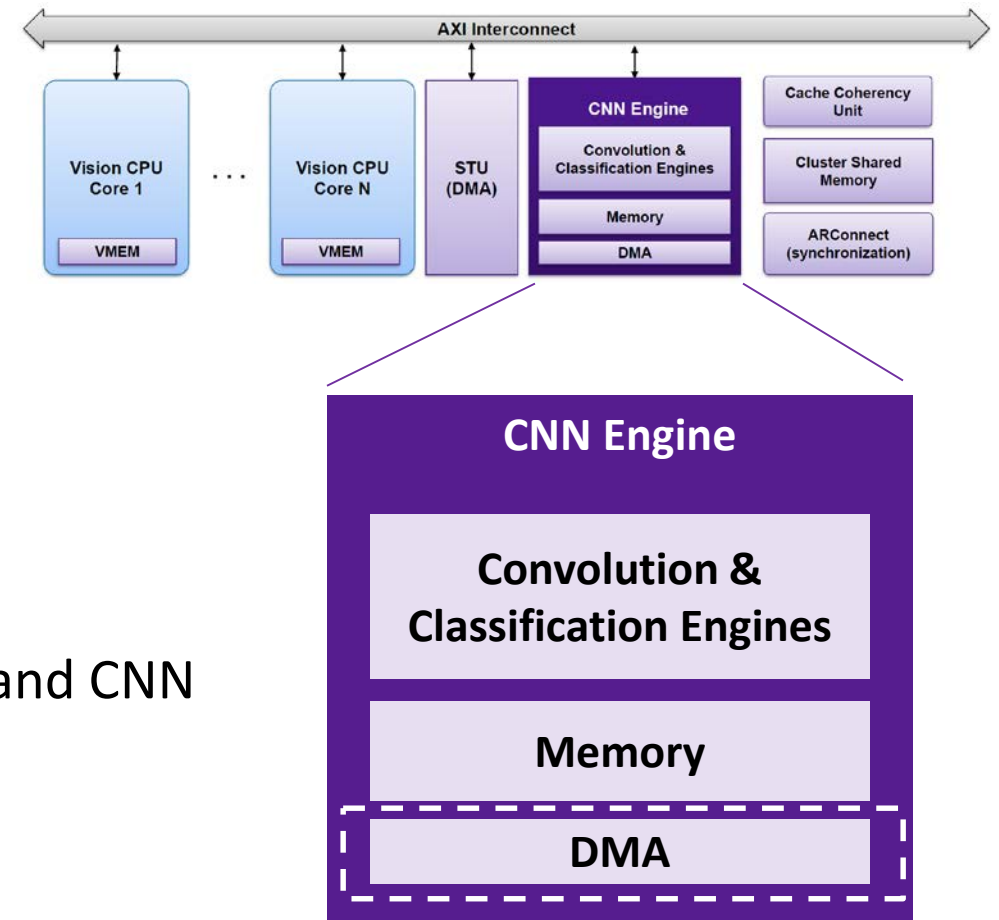 AXI Interconnect
Vision CPU
Core 1
VMEM
. . .
Vision CPU
Core N
VMEM
STU
(DMA)
CNN Engine
Convolution &
Classification Engines
Memory
DMA
Cache Coherency
Unit
Cluster Shared
Memory
ARConnect
(synchronization)
CNN Engine
Convolution &
Classification Engines
Memory
DMA
and CNN